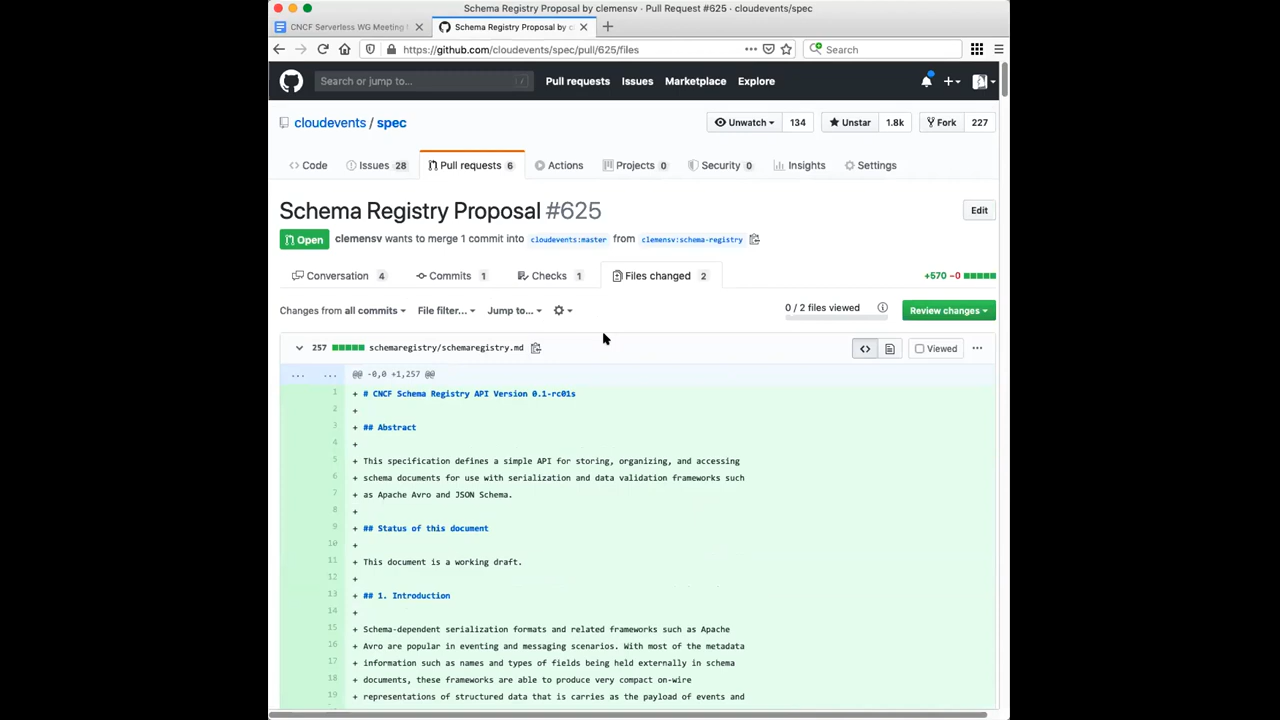 Schema Registry Proposal by clemensv · Pull Request #625 · cloudevents/spec
CNCF Serverless WG Meeting
Schema Registry Proposal by c
https://github.com/cloudevents/spec/pull/625/files
Search
Search or jump to... /
Pull requests Issues Marketplace Explore
cloudevents / spec
Unwatch 134 Unstar 1.8k Fork 227
Code Issues 28 Pull requests 6 Actions Projects 0 Security 0 Insights Settings
Schema Registry Proposal #625
Edit
Open clemensv wants to merge 1 commit into cloudevents:master from clemensv:schema-registry
Conversation 4 Commits 1 Checks 1 Files changed 2 +570 −0
Changes from all commits File filter... Jump to... 0 / 2 files viewed Review changes
257 schemaregistry/schemaregistry.md Viewed
... ... @@ -0,0 +1,257 @@
1 + # CNCF Schema Registry API Version 0.1-rc01s
2 +
3 + ## Abstract
4 +
5 + This specification defines a simple API for storing, organizing, and accessing
6 + schema documents for use with serialization and data validation frameworks such
7 + as Apache Avro and JSON Schema.
8 +
9 + ## Status of this document
10 +
11 + This document is a working draft.
12 +
13 + ## 1. Introduction
14 +
15 + Schema-dependent serialization formats and related frameworks such as Apache
16 + Avro are popular in eventing and messaging scenarios. With most of the metadata
17 + information such as names and types of fields being held externally in schema
18 + documents, these frameworks are able to produce very compact on-wire
19 + representations of structured data that is carries as the payload of events and